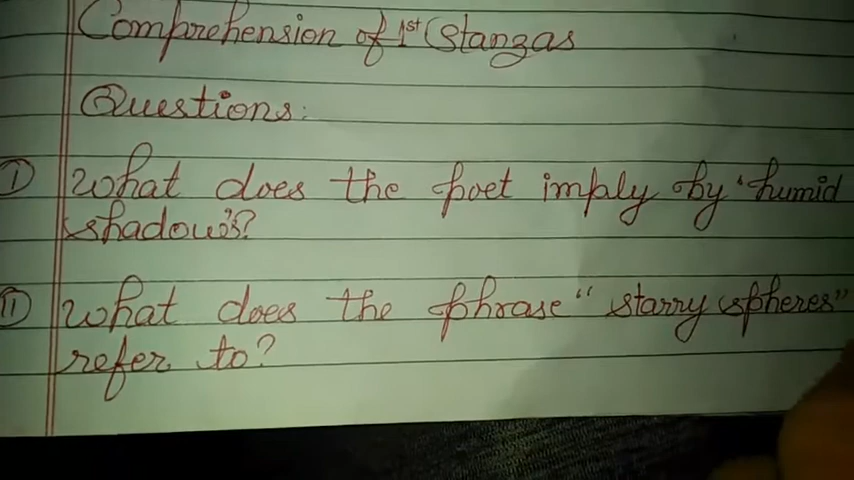 Comprehension of 1st Stanzas
Questions:
I What does the poet imply by 'humid
shadows?
II What does the phrase "starry spheres"
refer to?